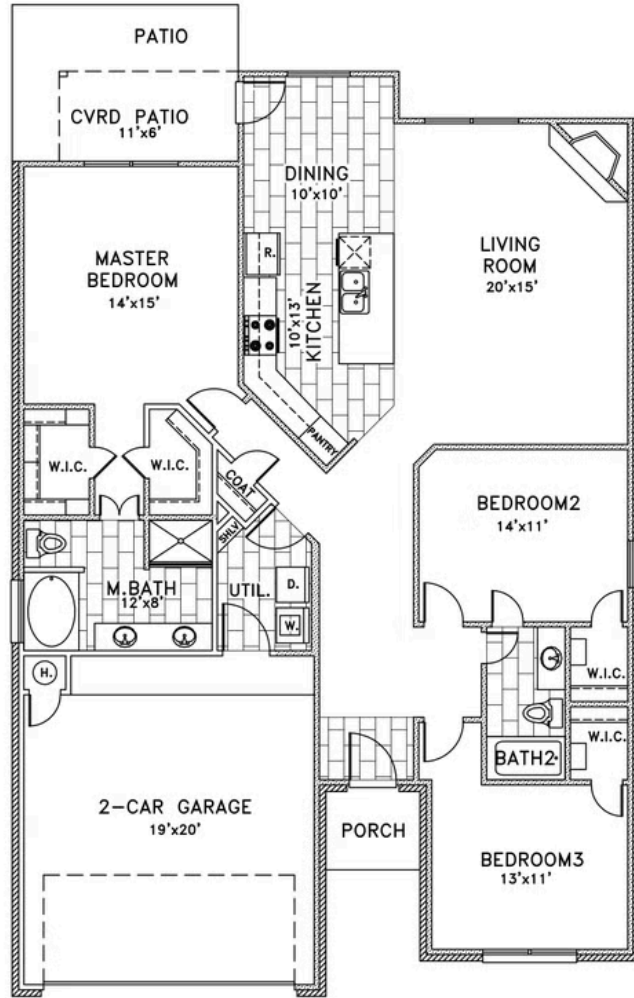 PATIO
CVRD PATIO
11'x6'
DINING
10'x10'
LIVING
ROOM
20'x15'
MASTER
BEDROOM
14'x15'
R.
KITCHEN
10'x13'
PANTRY
W.I.C.
W.I.C.
COAT
SHLV
BEDROOM2
14'x11'
M.BATH
12'x8'
UTIL.
D.
W.
H.
W.I.C.
W.I.C.
BATH2
2-CAR GARAGE
19'x20'
PORCH
BEDROOM3
13'x11'